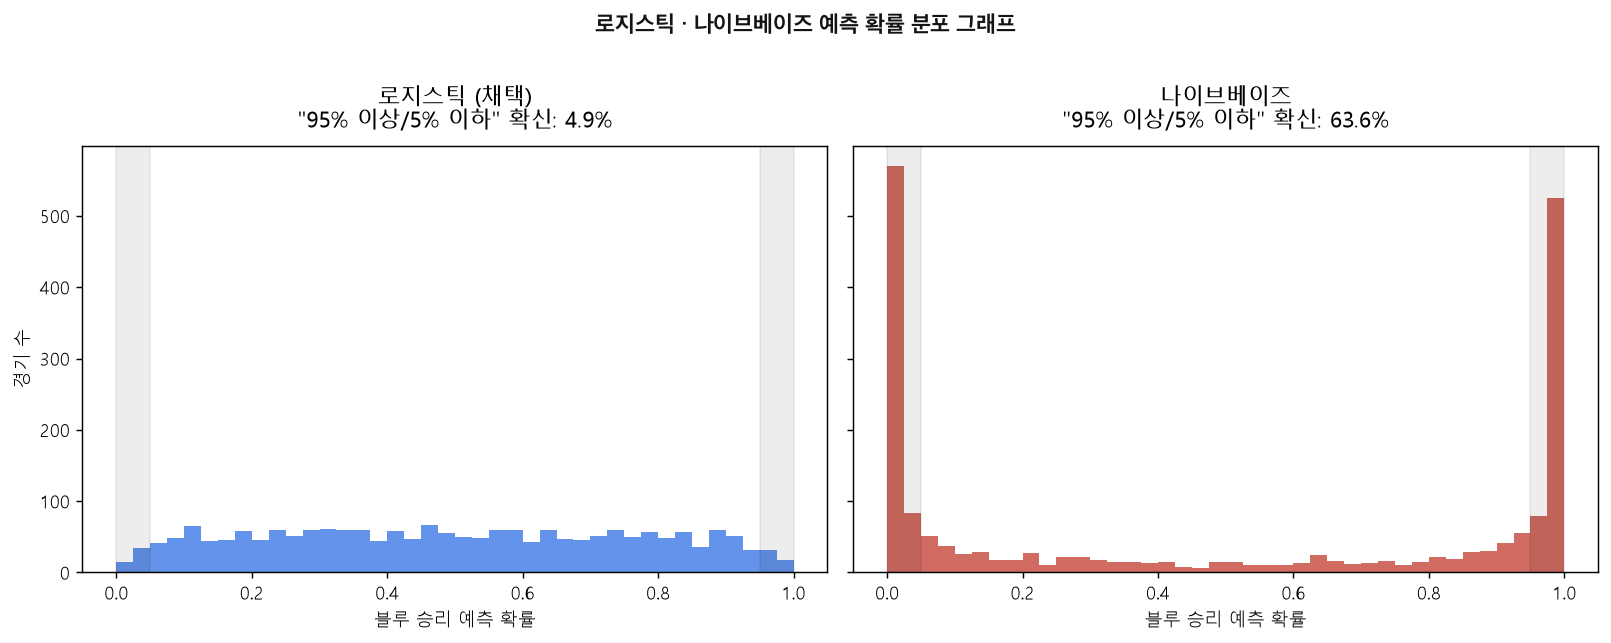 로지스틱 · 나이브베이즈 예측 확률 분포 그래프
로지스틱 (채택)
"95% 이상/5% 이하" 확신: 4.9%
나이브베이즈
"95% 이상/5% 이하" 확신: 63.6%
경기 수
500
400
300
200
100
0
0.0 0.2 0.4 0.6 0.8 1.0
블루 승리 예측 확률
0.0 0.2 0.4 0.6 0.8 1.0
블루 승리 예측 확률